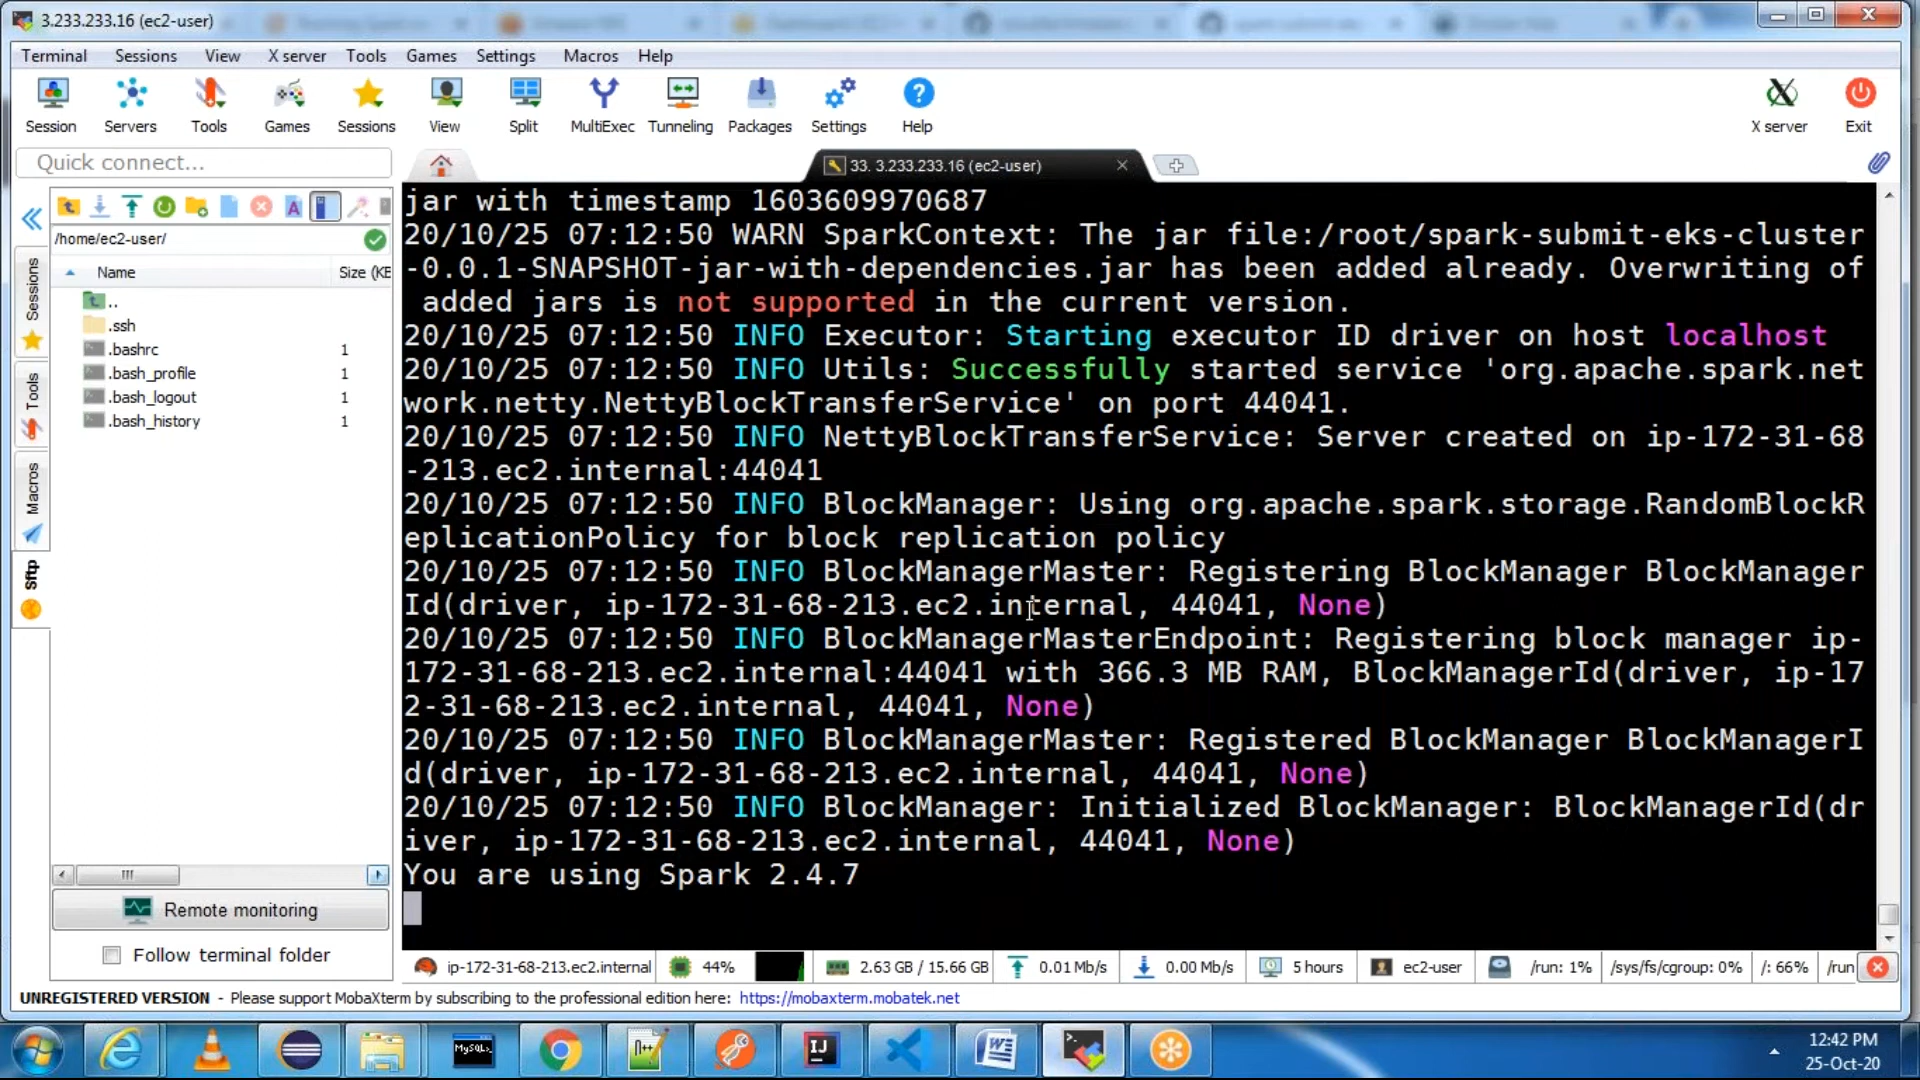 3.233.233.16 (ec2-user)
Terminal Sessions View X server Tools Games Settings Macros Help
Session Servers Tools Games Sessions View Split MultiExec Tunneling Packages Settings Help X server Exit
Quick connect...
33. 3.233.233.16 (ec2-user)
/home/ec2-user/
Name Size (KB
..
.ssh
.bashrc 1
.bash_profile 1
.bash_logout 1
.bash_history 1
Sessions
Tools
Macros
Sftp
Remote monitoring
Follow terminal folder
jar with timestamp 1603609970687
20/10/25 07:12:50 WARN SparkContext: The jar file:/root/spark-submit-eks-cluster
-0.0.1-SNAPSHOT-jar-with-dependencies.jar has been added already. Overwriting of
added jars is not supported in the current version.
20/10/25 07:12:50 INFO Executor: Starting executor ID driver on host localhost
20/10/25 07:12:50 INFO Utils: Successfully started service 'org.apache.spark.net
work.netty.NettyBlockTransferService' on port 44041.
20/10/25 07:12:50 INFO NettyBlockTransferService: Server created on ip-172-31-68
-213.ec2.internal:44041
20/10/25 07:12:50 INFO BlockManager: Using org.apache.spark.storage.RandomBlockR
eplicationPolicy for block replication policy
20/10/25 07:12:50 INFO BlockManagerMaster: Registering BlockManager BlockManager
Id(driver, ip-172-31-68-213.ec2.internal, 44041, None)
20/10/25 07:12:50 INFO BlockManagerMasterEndpoint: Registering block manager ip-
172-31-68-213.ec2.internal:44041 with 366.3 MB RAM, BlockManagerId(driver, ip-17
2-31-68-213.ec2.internal, 44041, None)
20/10/25 07:12:50 INFO BlockManagerMaster: Registered BlockManager BlockManagerI
d(driver, ip-172-31-68-213.ec2.internal, 44041, None)
20/10/25 07:12:50 INFO BlockManager: Initialized BlockManager: BlockManagerId(dr
iver, ip-172-31-68-213.ec2.internal, 44041, None)
You are using Spark 2.4.7
ip-172-31-68-213.ec2.internal 44% 2.63 GB / 15.66 GB 0.01 Mb/s 0.00 Mb/s 5 hours ec2-user /run: 1% /sys/fs/cgroup: 0% /: 66% /run
UNREGISTERED VERSION - Please support MobaXterm by subscribing to the professional edition here: https://mobaxterm.mobatek.net
MySQL
N++
IJ
12:42 PM
25-Oct-20